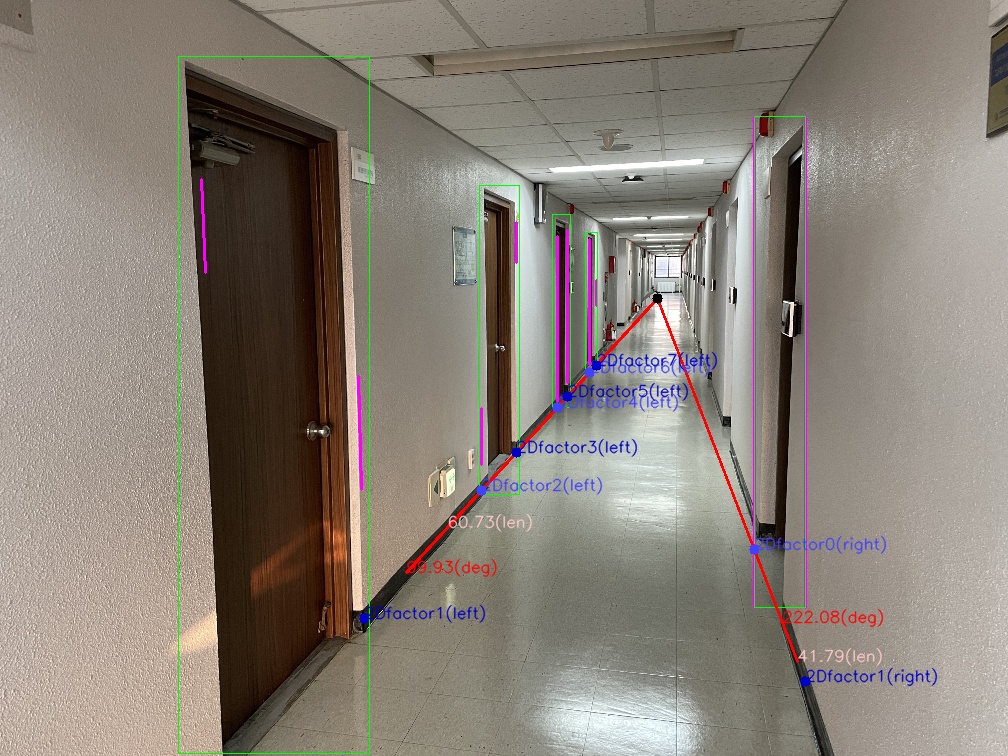 2Dfactor7(left)
2Dfactor6(left)
2Dfactor5(left)
2Dfactor4(left)
2Dfactor3(left)
2Dfactor2(left)
60.73(len)
2Dfactor0(right)
2Dfactor1(left)
222.08(deg)
41.79(len)
2Dfactor1(right)